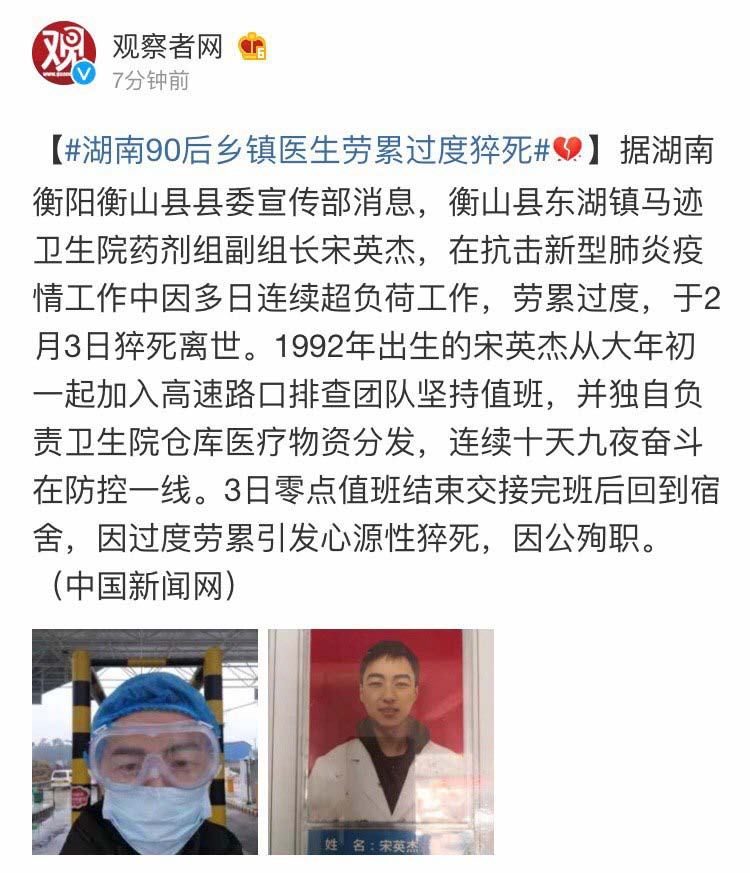 观察者网
7分钟前
【#湖南90后乡镇医生劳累过度猝死#💔】据湖南
衡阳衡山县县委宣传部消息，衡山县东湖镇马迹
卫生院药剂组副组长宋英杰，在抗击新型肺炎疫
情工作中因多日连续超负荷工作，劳累过度，于2
月3日猝死离世。1992年出生的宋英杰从大年初
一起加入高速路口排查团队坚持值班，并独自负
责卫生院仓库医疗物资分发，连续十天九夜奋斗
在防控一线。3日零点值班结束交接完班后回到宿
舍，因过度劳累引发心源性猝死，因公殉职。
（中国新闻网）
姓 名：宋英杰